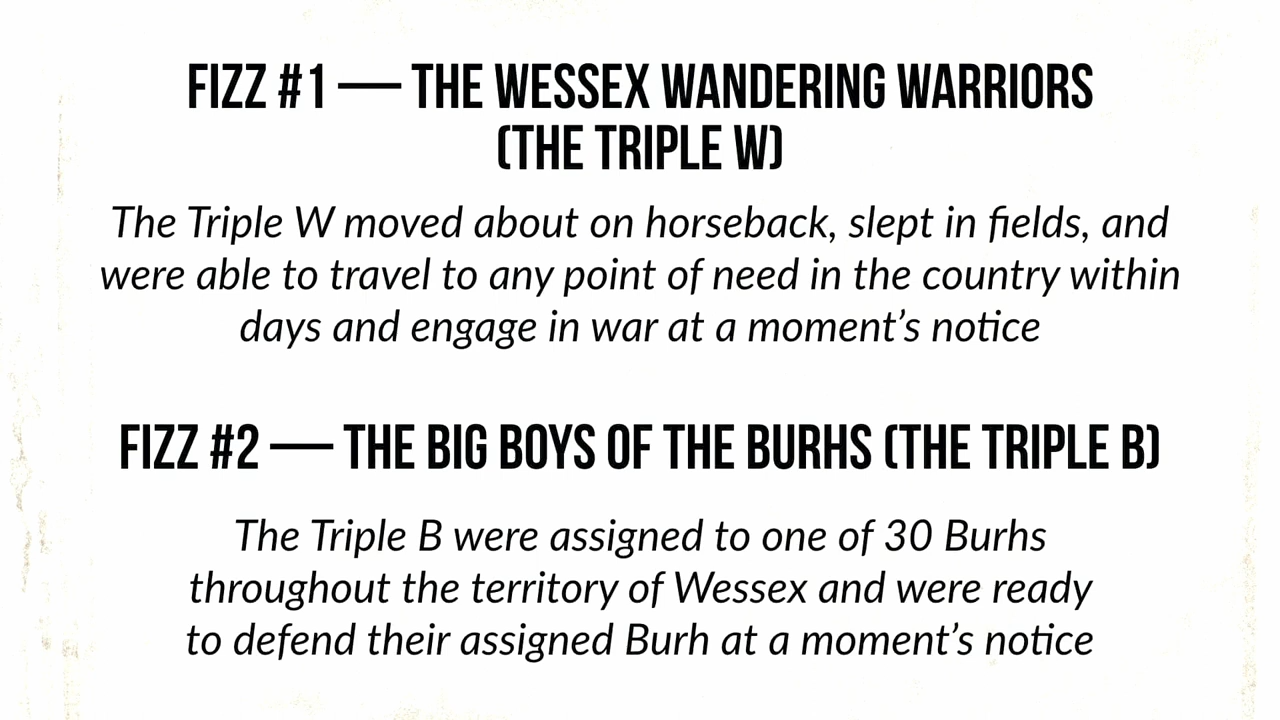 FIZZ #1 — THE WESSEX WANDERING WARRIORS
(THE TRIPLE W)
The Triple W moved about on horseback, slept in fields, and
were able to travel to any point of need in the country within
days and engage in war at a moment’s notice
FIZZ #2 — THE BIG BOYS OF THE BURHS (THE TRIPLE B)
The Triple B were assigned to one of 30 Burhs
throughout the territory of Wessex and were ready
to defend their assigned Burh at a moment’s notice